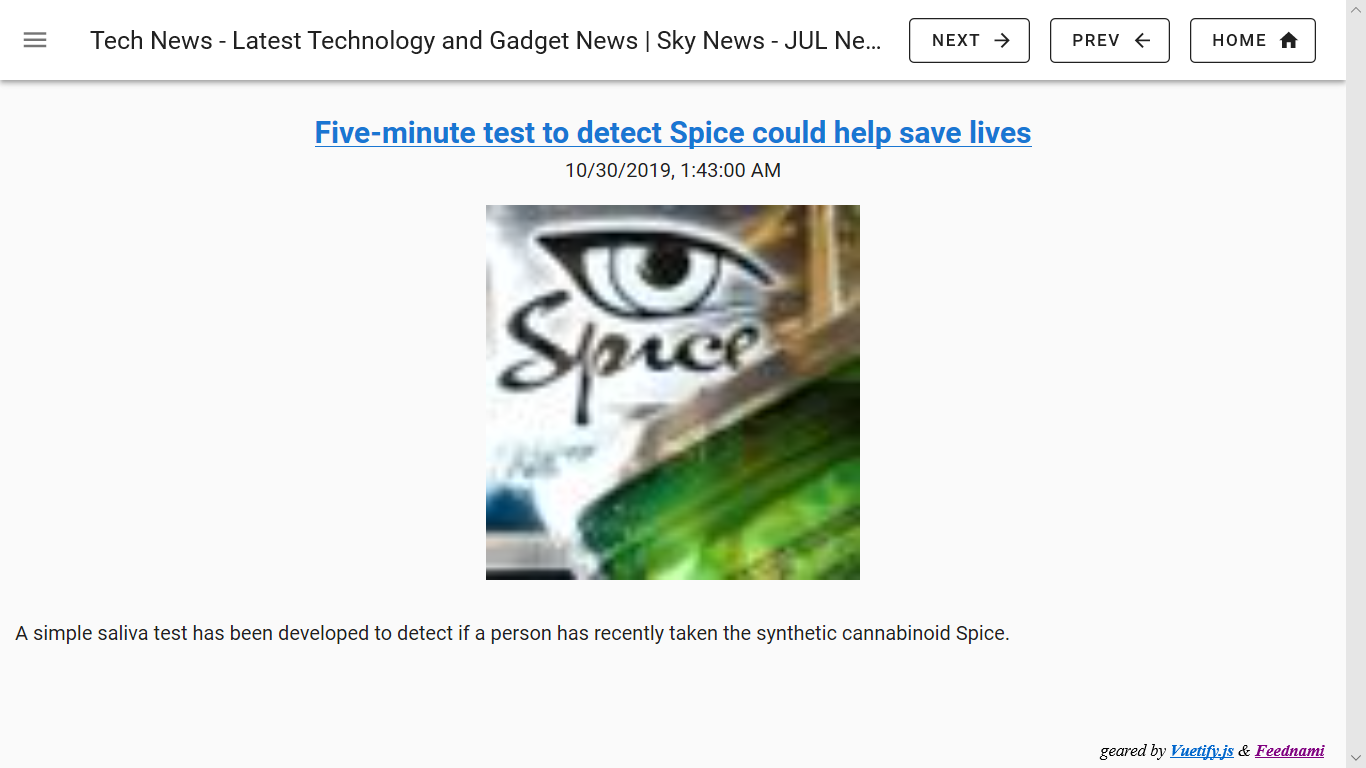 Tech News - Latest Technology and Gadget News | Sky News - JUL Ne...
NEXT
PREV
HOME
Five-minute test to detect Spice could help save lives
10/30/2019, 1:43:00 AM
Spice
A simple saliva test has been developed to detect if a person has recently taken the synthetic cannabinoid Spice.
geared by Vuetify.js & Feednami